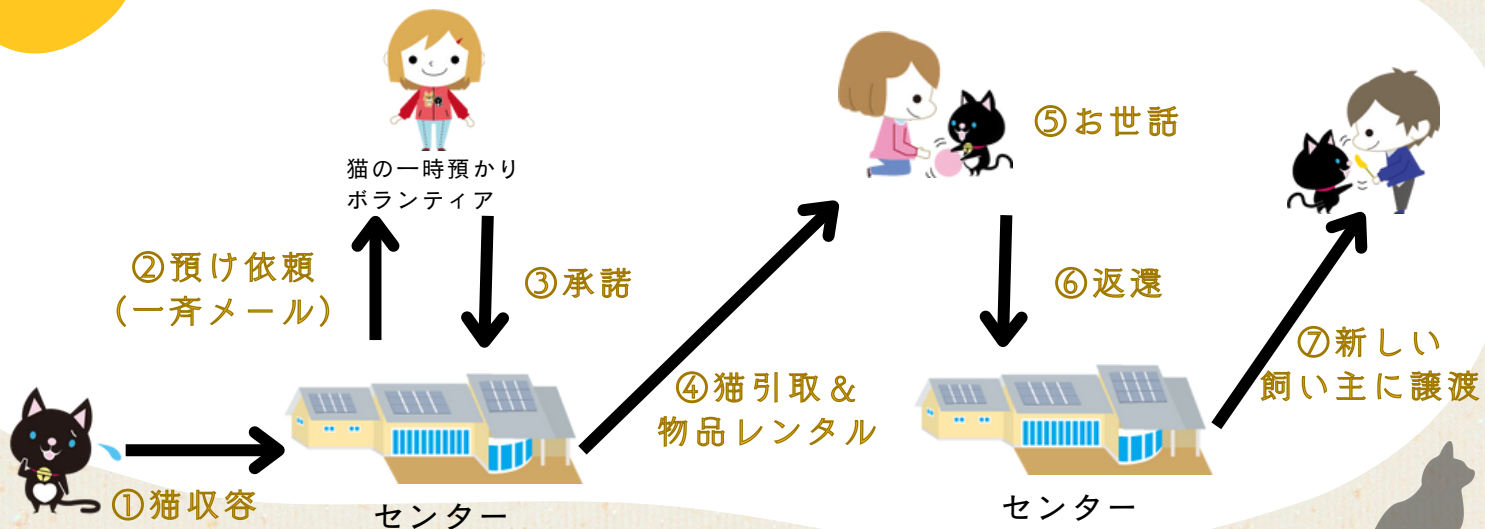 猫の一時預かり
ボランティア
②預け依頼
(一斉メール)
③承諾
①猫収容
センター
④猫引取&
物品レンタル
⑤お世話
⑥返還
センター
⑦新しい
飼い主に譲渡